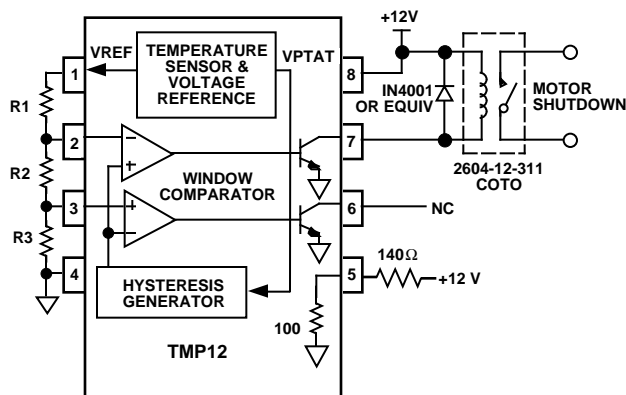 +12V
VREF
TEMPERATURE
SENSOR &
VOLTAGE
REFERENCE
VPTAT
1
8
R1
IN4001
OR EQUIV
MOTOR
SHUTDOWN
2
7
R2
2604-12-311
COTO
WINDOW
COMPARATOR
3
6
NC
R3
140Ω
+12 V
4
5
HYSTERESIS
GENERATOR
100
TMP12